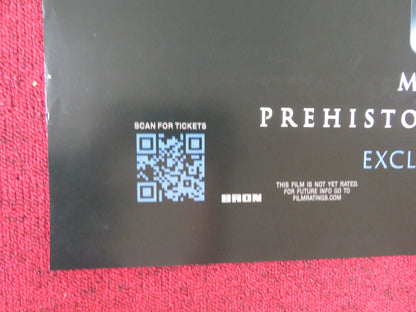 M
PREHISTO
EXCL
SCAN FOR TICKETS
BRON
THIS FILM IS NOT YET RATED.
FOR FUTURE INFO GO TO
FILMRATINGS.COM